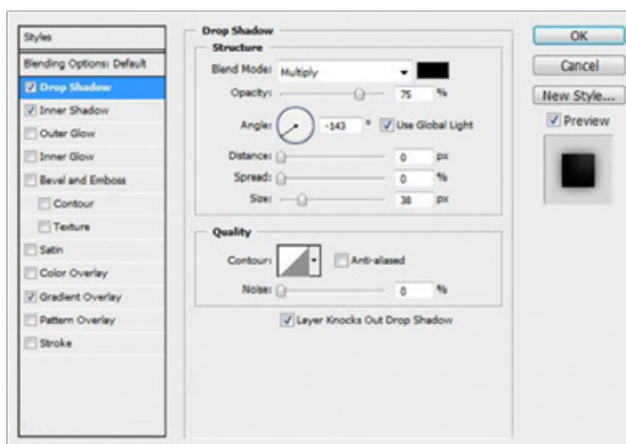 Styles
Blending Options: Default
Drop Shadow
Inner Shadow
Outer Glow
Inner Glow
Bevel and Emboss
Contour
Texture
Satin
Color Overlay
Gradient Overlay
Pattern Overlay
Stroke
Drop Shadow
Structure
Blend Mode: Multiply
Opacity: 75 %
Angle: -143 ° Use Global Light
Distance: 0 px
Spread: 0 %
Size: 38 px
Quality
Contour: Anti-aliased
Noise: 0 %
Layer Knocks Out Drop Shadow
OK
Cancel
New Style...
Preview